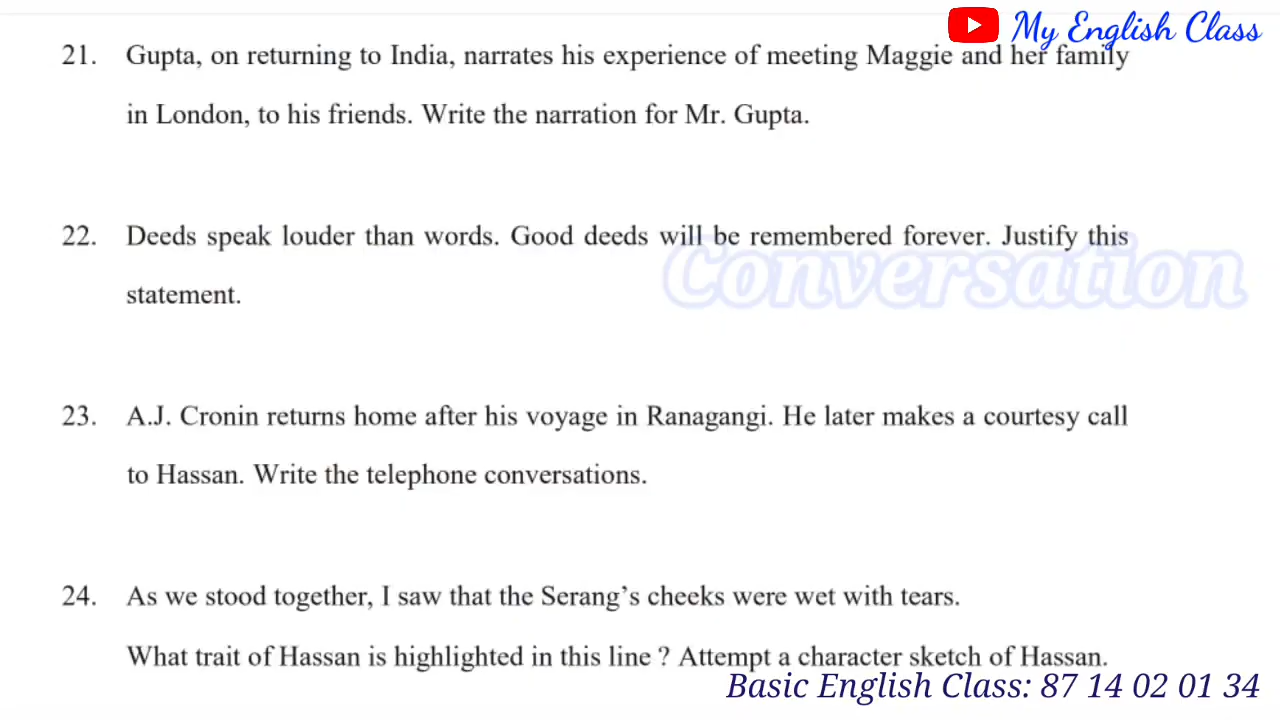 My English Class
21. Gupta, on returning to India, narrates his experience of meeting Maggie and her family
in London, to his friends. Write the narration for Mr. Gupta.
22. Deeds speak louder than words. Good deeds will be remembered forever. Justify this
statement.
Conversation
23. A.J. Cronin returns home after his voyage in Ranagangi. He later makes a courtesy call
to Hassan. Write the telephone conversations.
24. As we stood together, I saw that the Serang's cheeks were wet with tears.
What trait of Hassan is highlighted in this line ? Attempt a character sketch of Hassan.
Basic English Class: 87 14 02 01 34